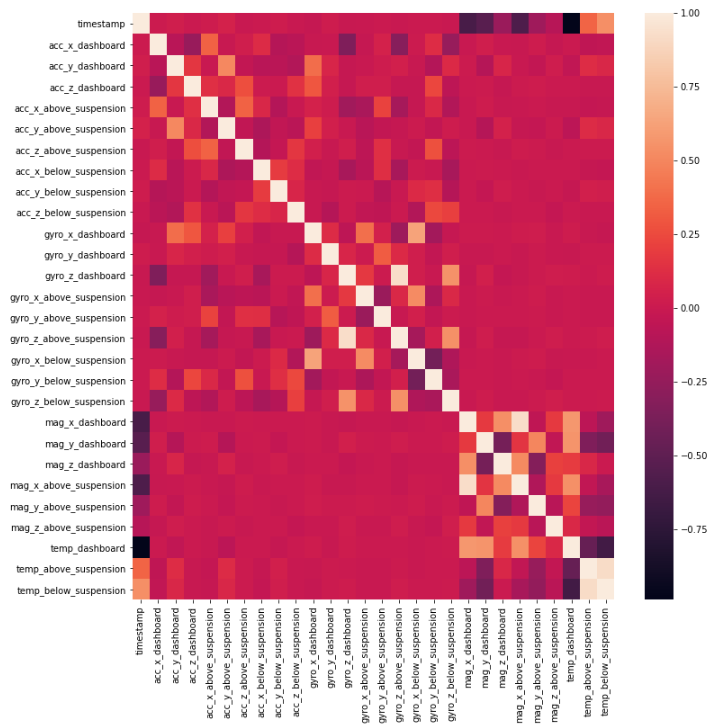 timestamp
acc_x_dashboard
acc_y_dashboard
acc_z_dashboard
acc_x_above_suspension
acc_y_above_suspension
acc_z_above_suspension
acc_x_below_suspension
acc_y_below_suspension
acc_z_below_suspension
gyro_x_dashboard
gyro_y_dashboard
gyro_z_dashboard
gyro_x_above_suspension
gyro_y_above_suspension
gyro_z_above_suspension
gyro_x_below_suspension
gyro_y_below_suspension
gyro_z_below_suspension
mag_x_dashboard
mag_y_dashboard
mag_z_dashboard
mag_x_above_suspension
mag_y_above_suspension
mag_z_above_suspension
temp_dashboard
temp_above_suspension
temp_below_suspension
timestamp
acc_x_dashboard
acc_y_dashboard
acc_z_dashboard
acc_x_above_suspension
acc_y_above_suspension
acc_z_above_suspension
acc_x_below_suspension
acc_y_below_suspension
acc_z_below_suspension
gyro_x_dashboard
gyro_y_dashboard
gyro_z_dashboard
gyro_x_above_suspension
gyro_y_above_suspension
gyro_z_above_suspension
gyro_x_below_suspension
gyro_y_below_suspension
gyro_z_below_suspension
mag_x_dashboard
mag_y_dashboard
mag_z_dashboard
mag_x_above_suspension
mag_y_above_suspension
mag_z_above_suspension
temp_dashboard
temp_above_suspension
temp_below_suspension
1.00
0.75
0.50
0.25
0.00
−0.25
−0.50
−0.75